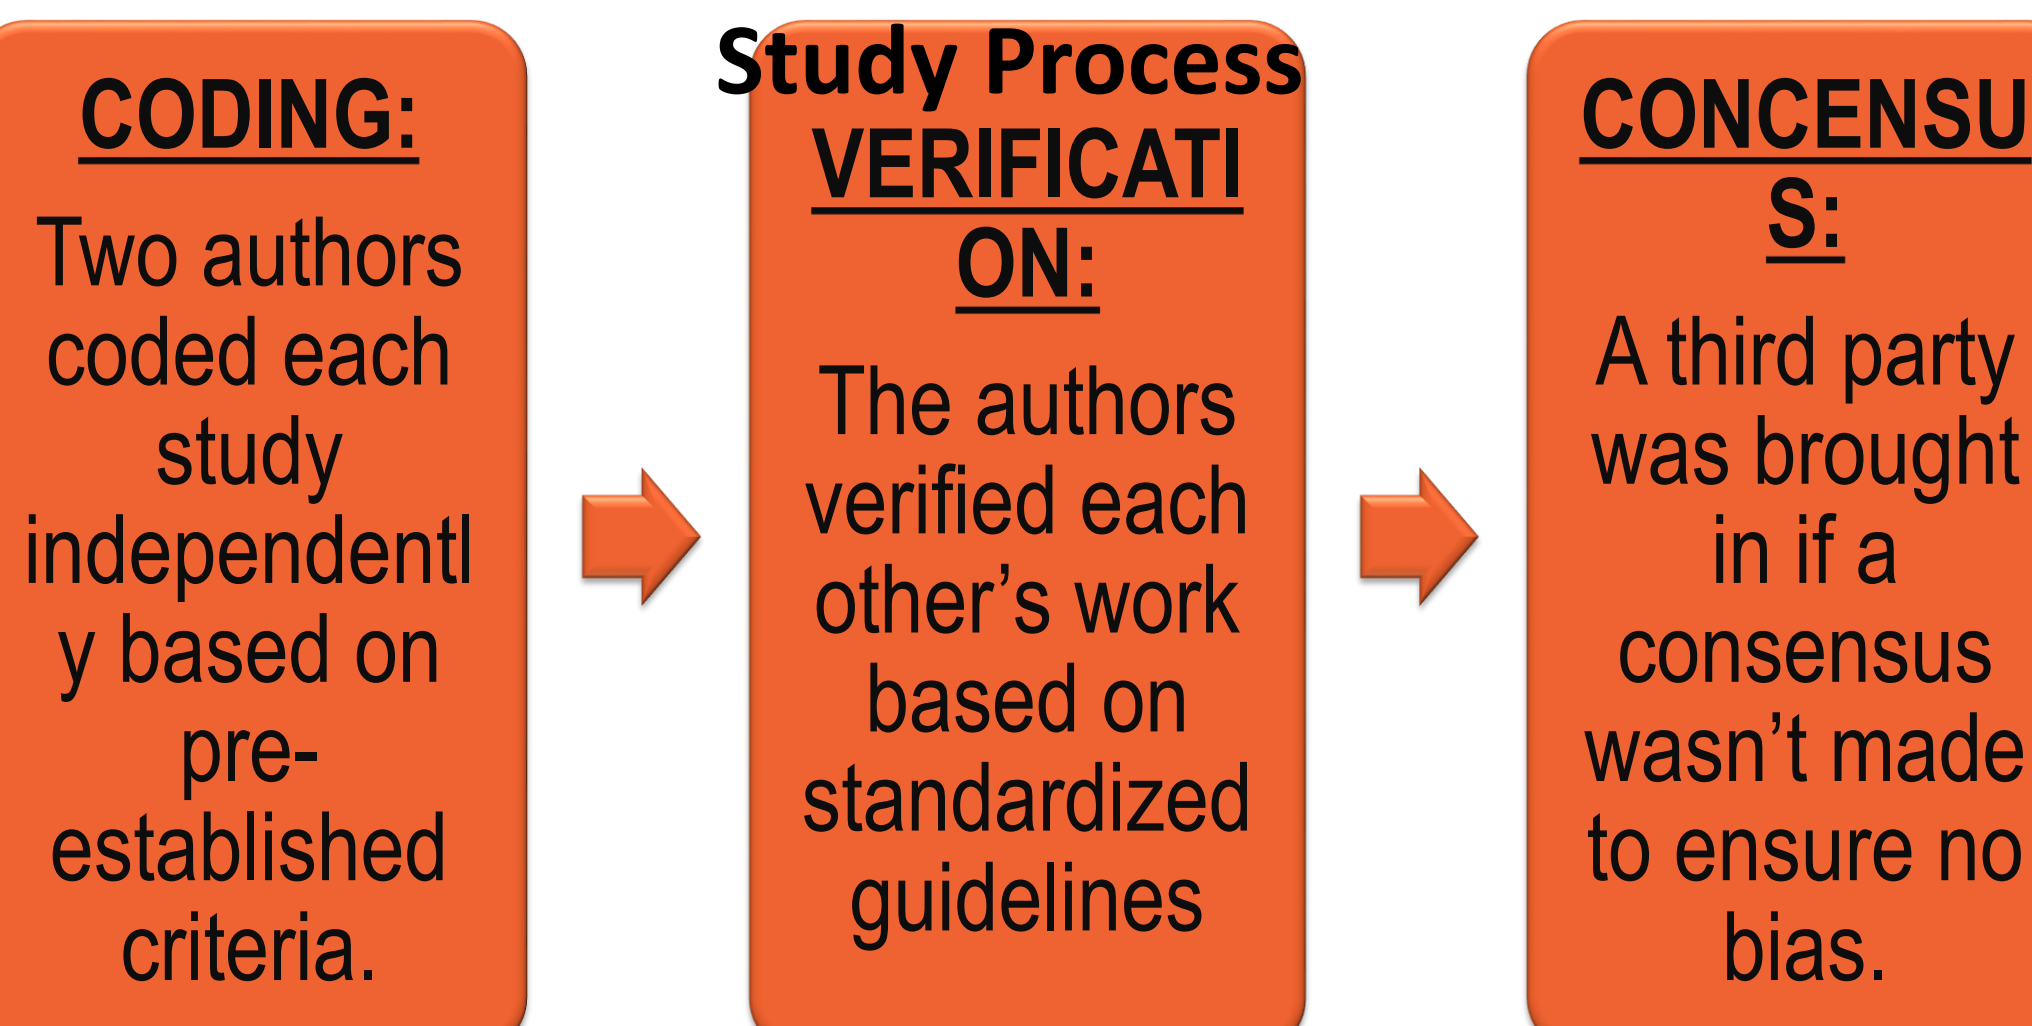 Study Process
CODING:
Two authors
coded each
study
independentl
y based on
pre-
established
criteria.
VERIFICATI
ON:
The authors
verified each
other’s work
based on
standardized
guidelines
CONCENSU
S:
A third party
was brought
in if a
consensus
wasn’t made
to ensure no
bias.